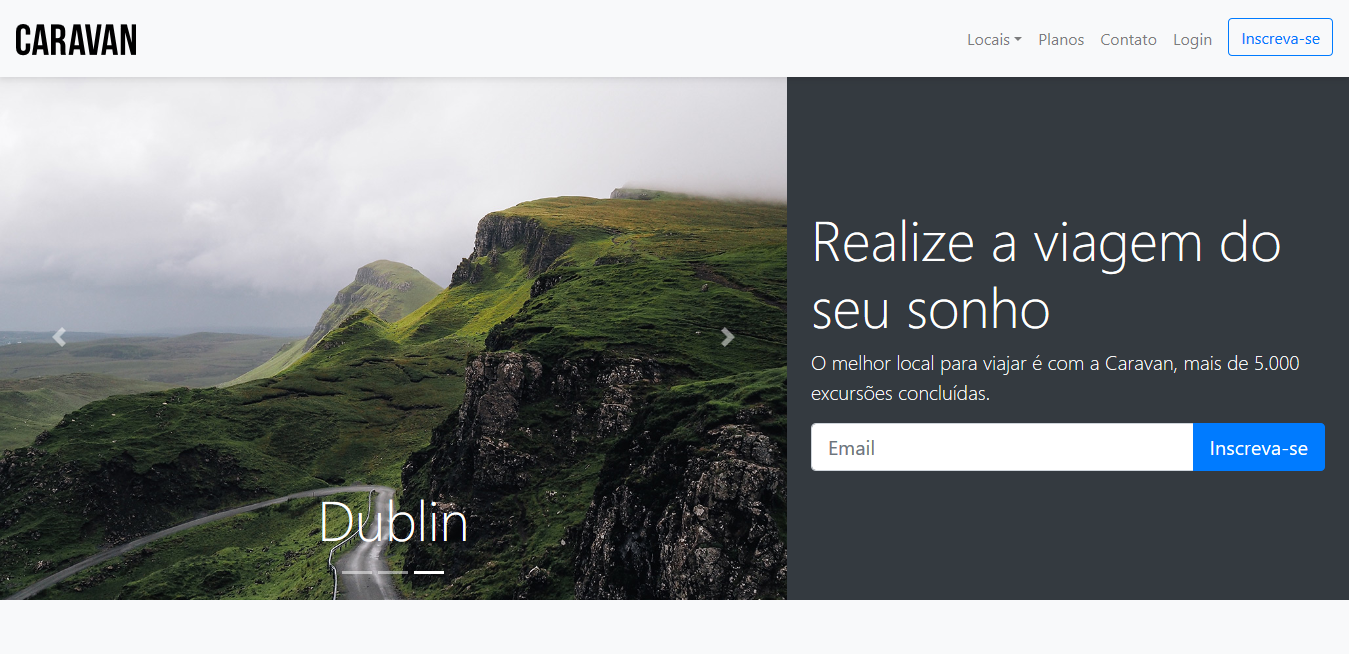 CARAVAN
Locais Planos Contato Login Inscreva-se
Realize a viagem do
seu sonho
O melhor local para viajar é com a Caravan, mais de 5.000
excursões concluídas.
Email Inscreva-se
Dublin